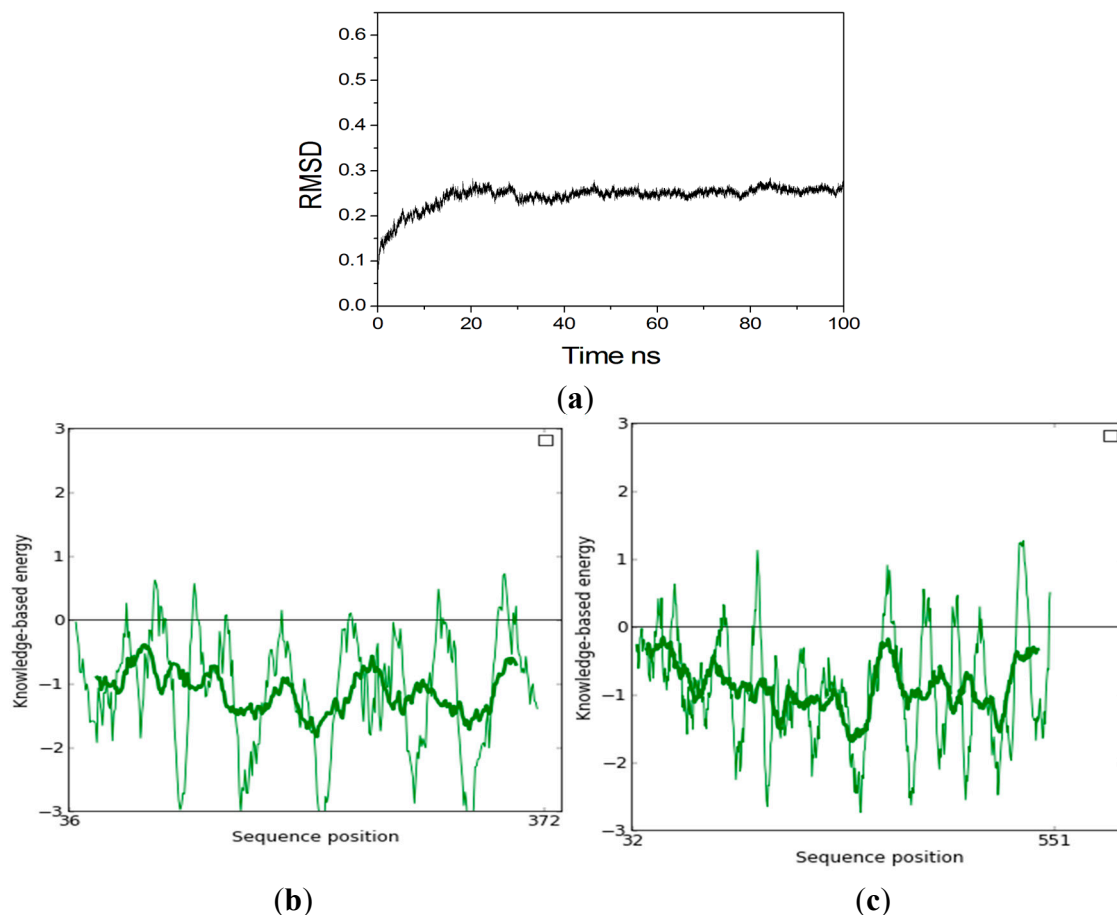 0.6
0.5
0.4
0.3
0.2
0.1
0.0
RMSD
0 20 40 60 80 100
Time ns
(a)
3
2
1
0
−1
−2
−3
Knowledge-based energy
36 372
Sequence position
(b)
3
2
1
0
−1
−2
−3
Knowledge-based energy
32 551
Sequence position
(c)